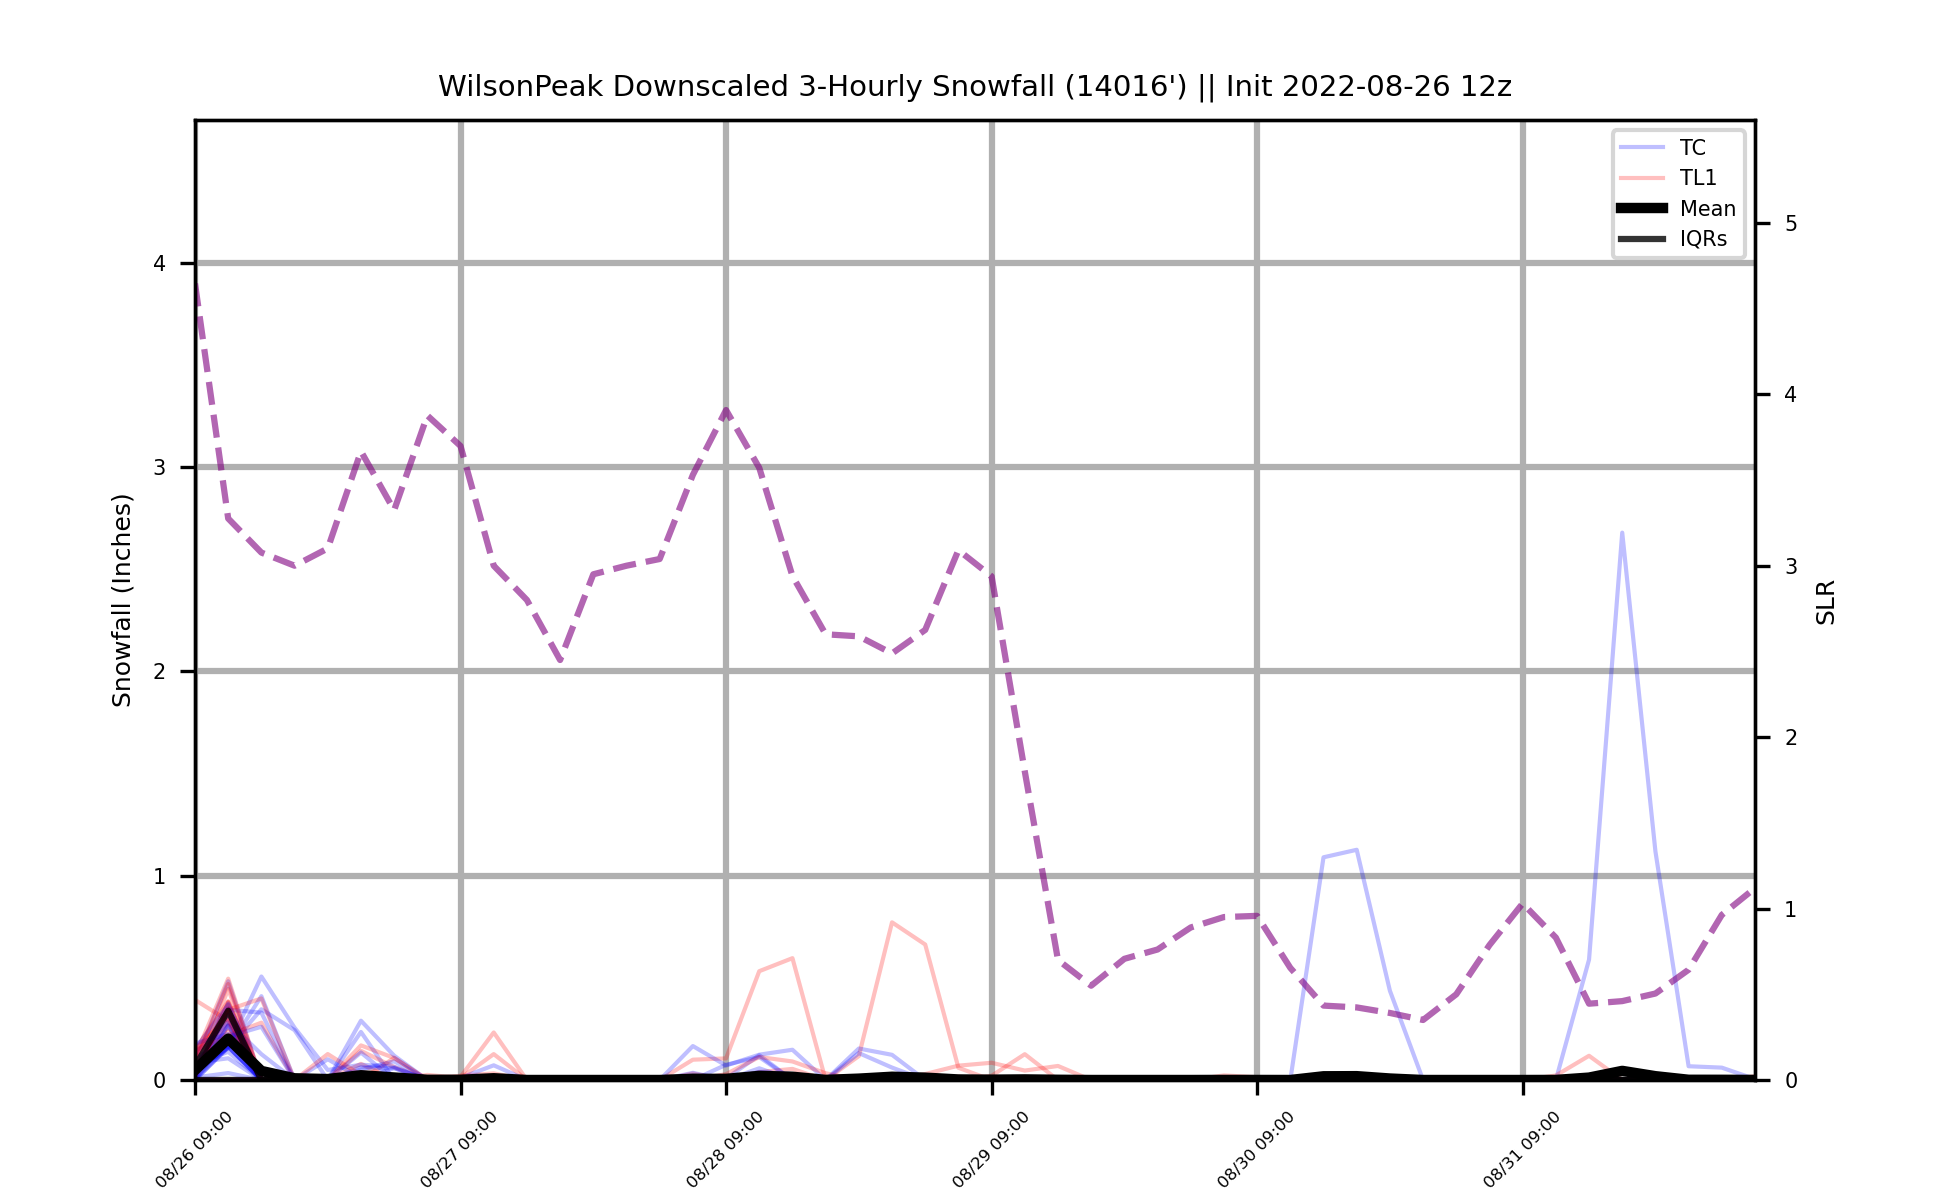 WilsonPeak Downscaled 3-Hourly Snowfall (14016') || Init 2022-08-26 12z
TC
TL1
Mean
IQRs
Snowfall (Inches)
4
3
2
1
0
SLR
5
4
3
2
1
0
08/26 09:00
08/27 09:00
08/28 09:00
08/29 09:00
08/30 09:00
08/31 09:00